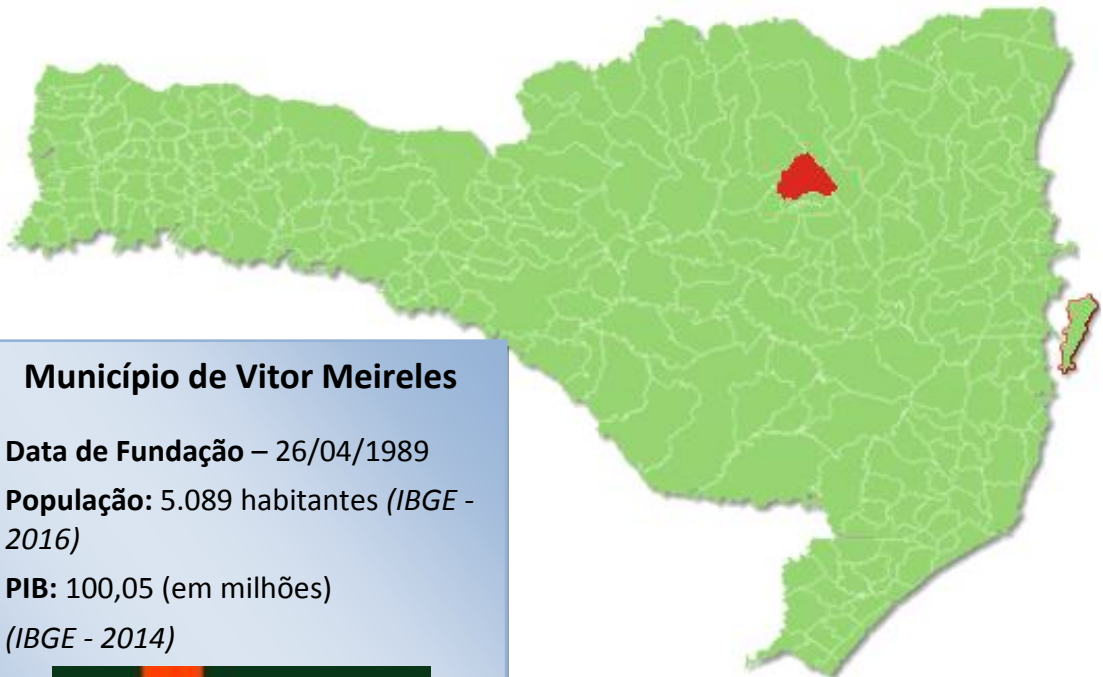 Município de Vitor Meireles
Data de Fundação – 26/04/1989
População: 5.089 habitantes (IBGE -
2016)
PIB: 100,05 (em milhões)
(IBGE - 2014)